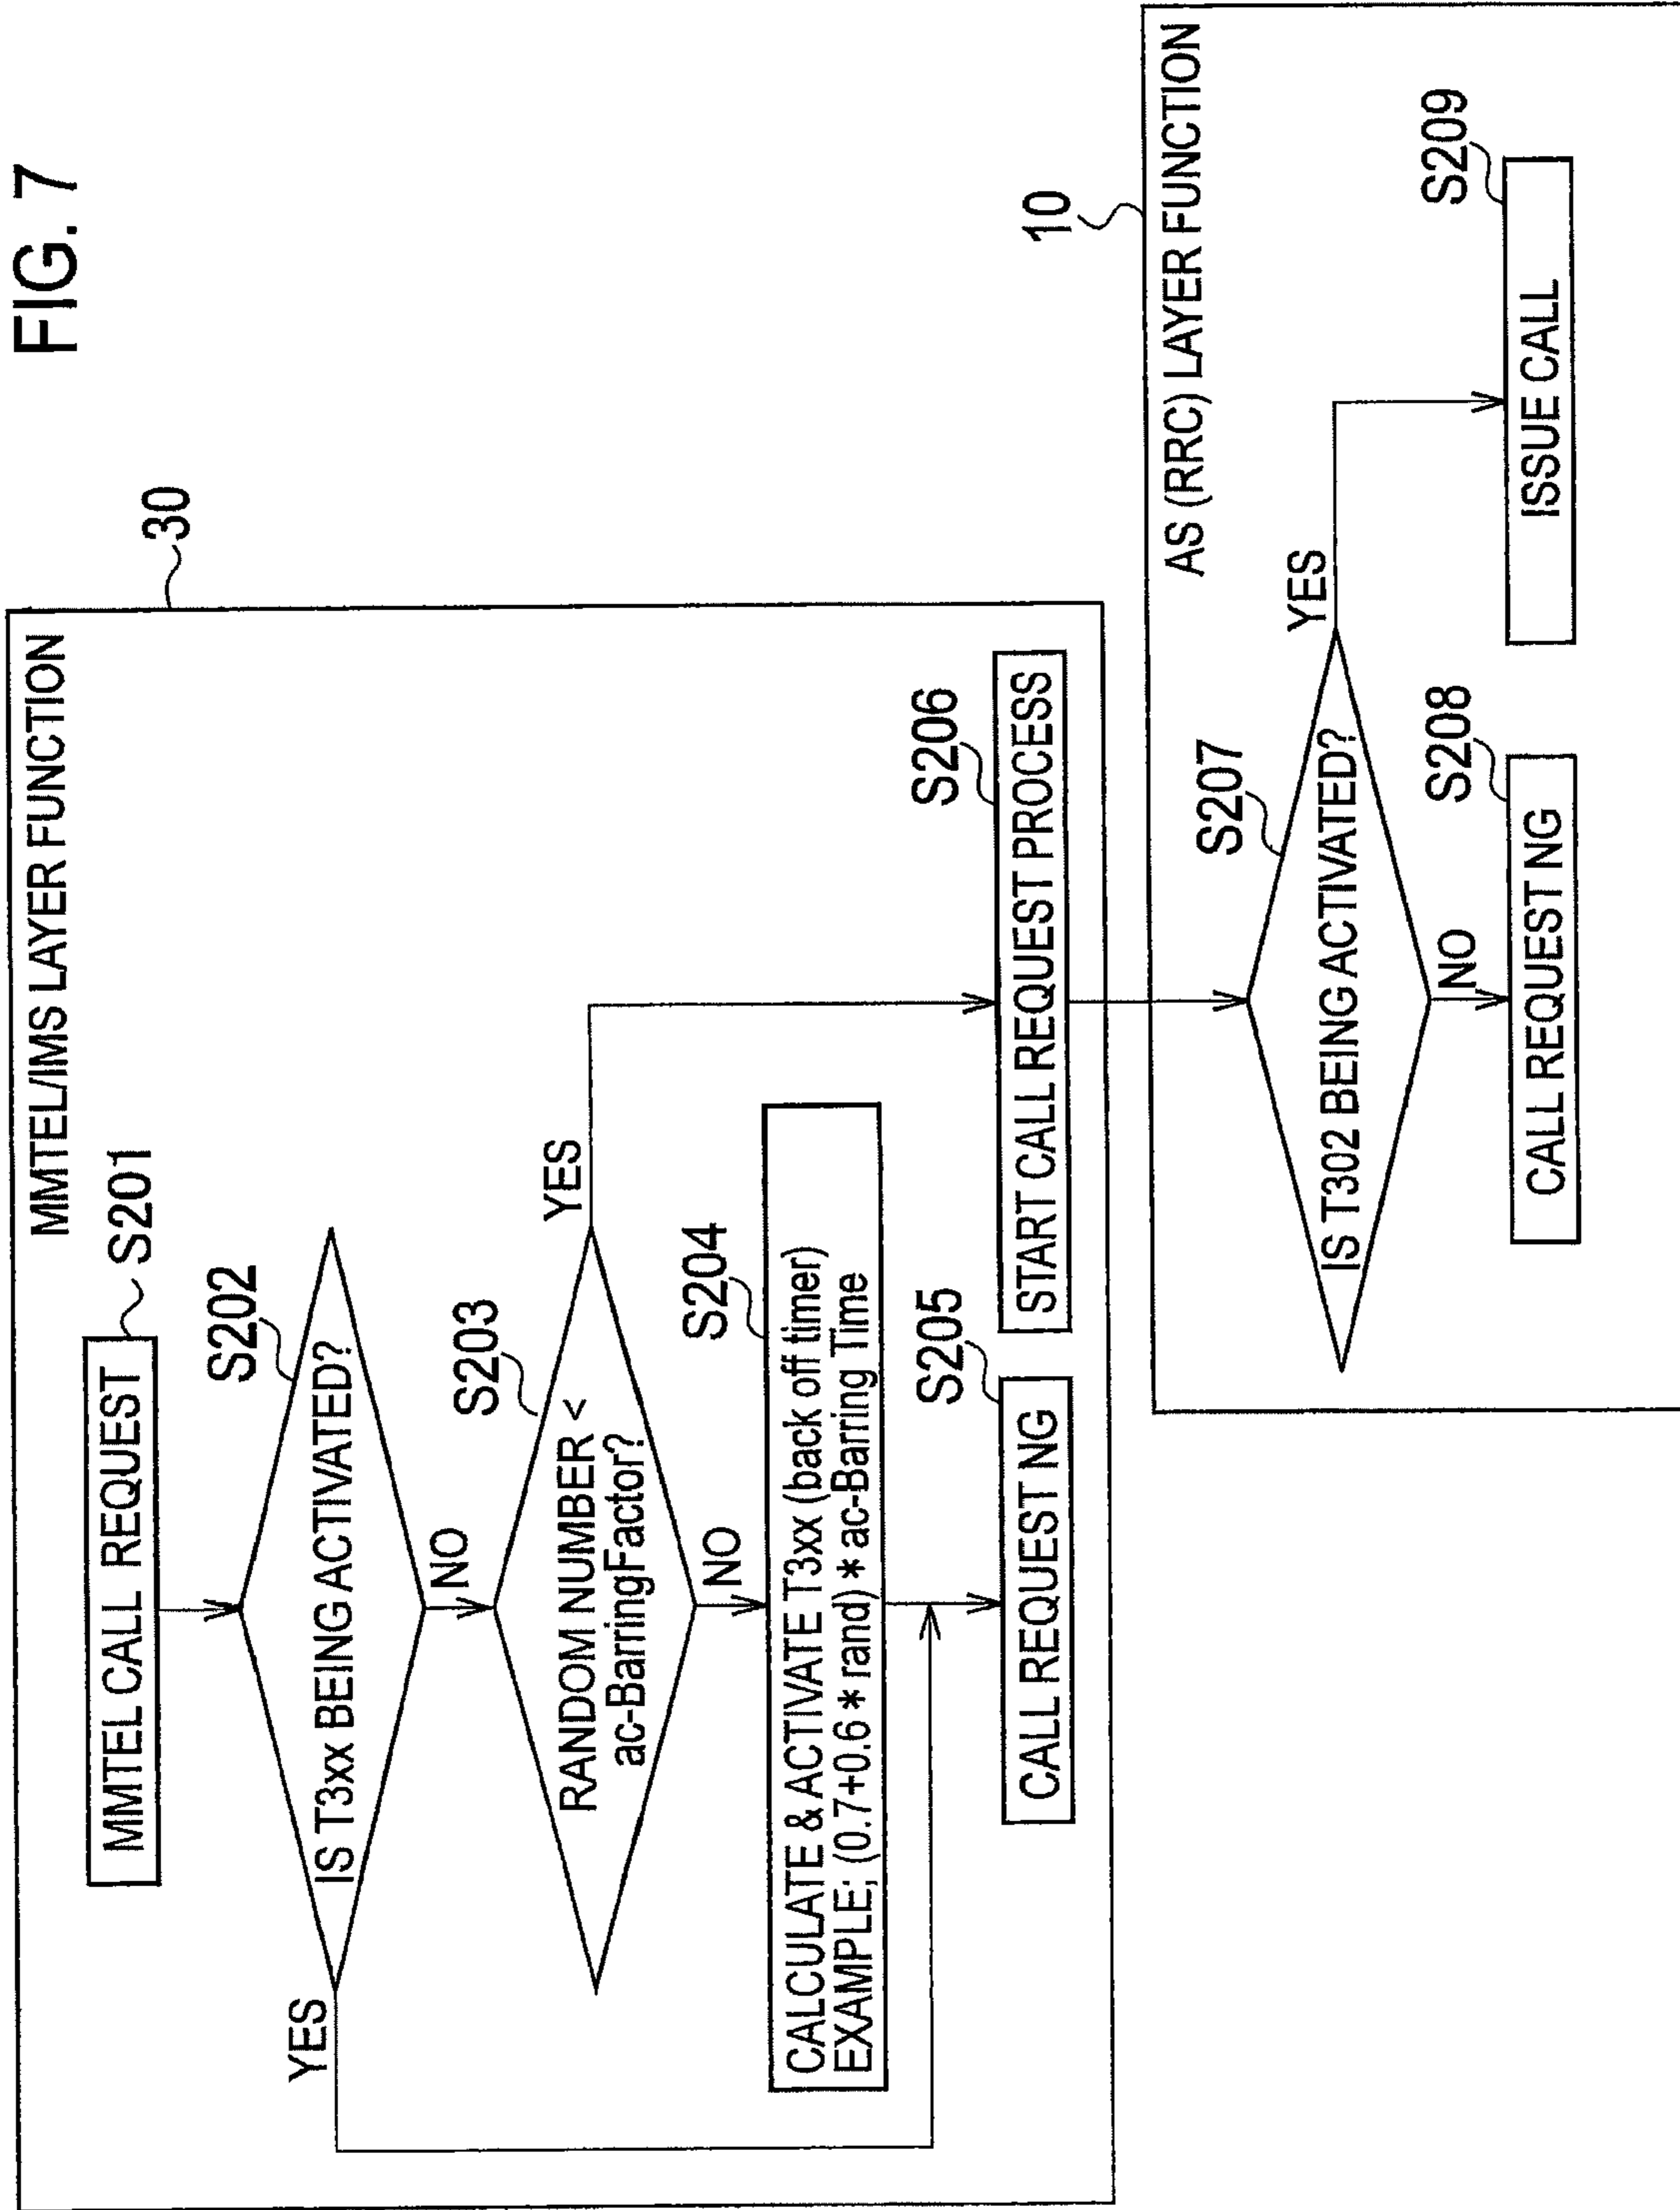 FIG. 7
MMTEL/IMS LAYER FUNCTION
30
MMTEL CALL REQUEST
S201
S202
IS T3xx BEING ACTIVATED?
YES
NO
S203
RANDOM NUMBER <
ac-BarringFactor?
YES
NO
S204
CALCULATE & ACTIVATE T3xx (back off timer)
EXAMPLE; (0.7+0.6*rand)*ac-Barring Time
S205
CALL REQUEST NG
S206
START CALL REQUEST PROCESS
10
AS (RRC) LAYER FUNCTION
S207
IS T302 BEING ACTIVATED?
YES
NO
S208
CALL REQUEST NG
S209
ISSUE CALL